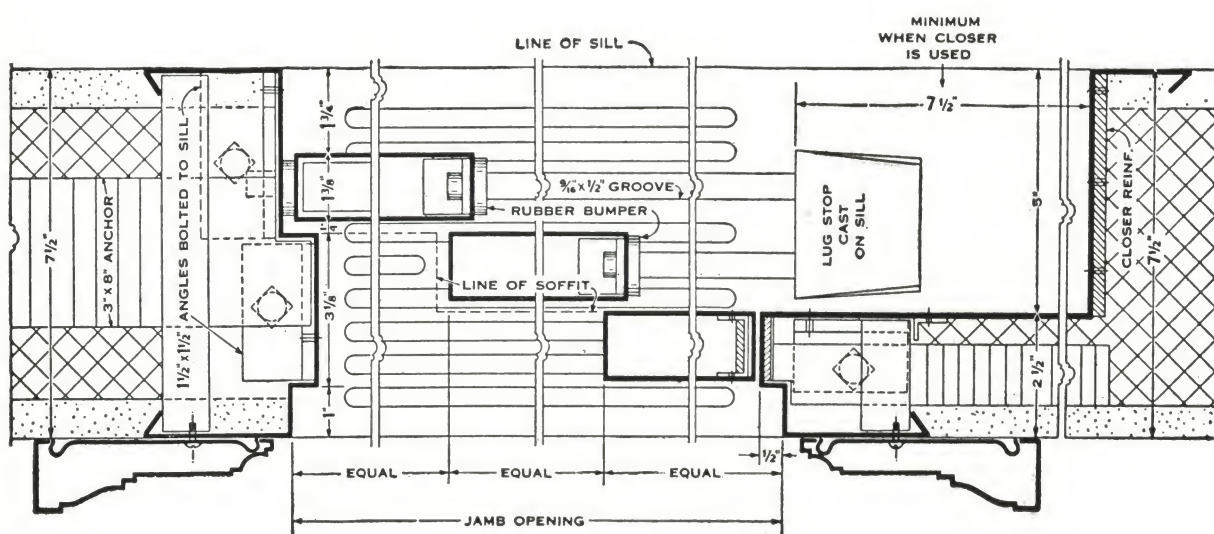 LINE OF SILL
MINIMUM
WHEN CLOSER
IS USED
7 1/2"
1 3/4"
1 3/8"
1/4"
3 1/8"
1"
7 1/2"
3" x 8" ANCHOR
1 1/2" x 1 1/2" ANGLES BOLTED TO SILL
9/16" x 1/2" GROOVE
RUBBER BUMPER
LINE OF SOFFIT
LUG STOP
CAST
ON SILL
5"
CLOSER REINF.
7 1/2"
2 1/2"
1/2"
EQUAL
EQUAL
EQUAL
JAMB OPENING